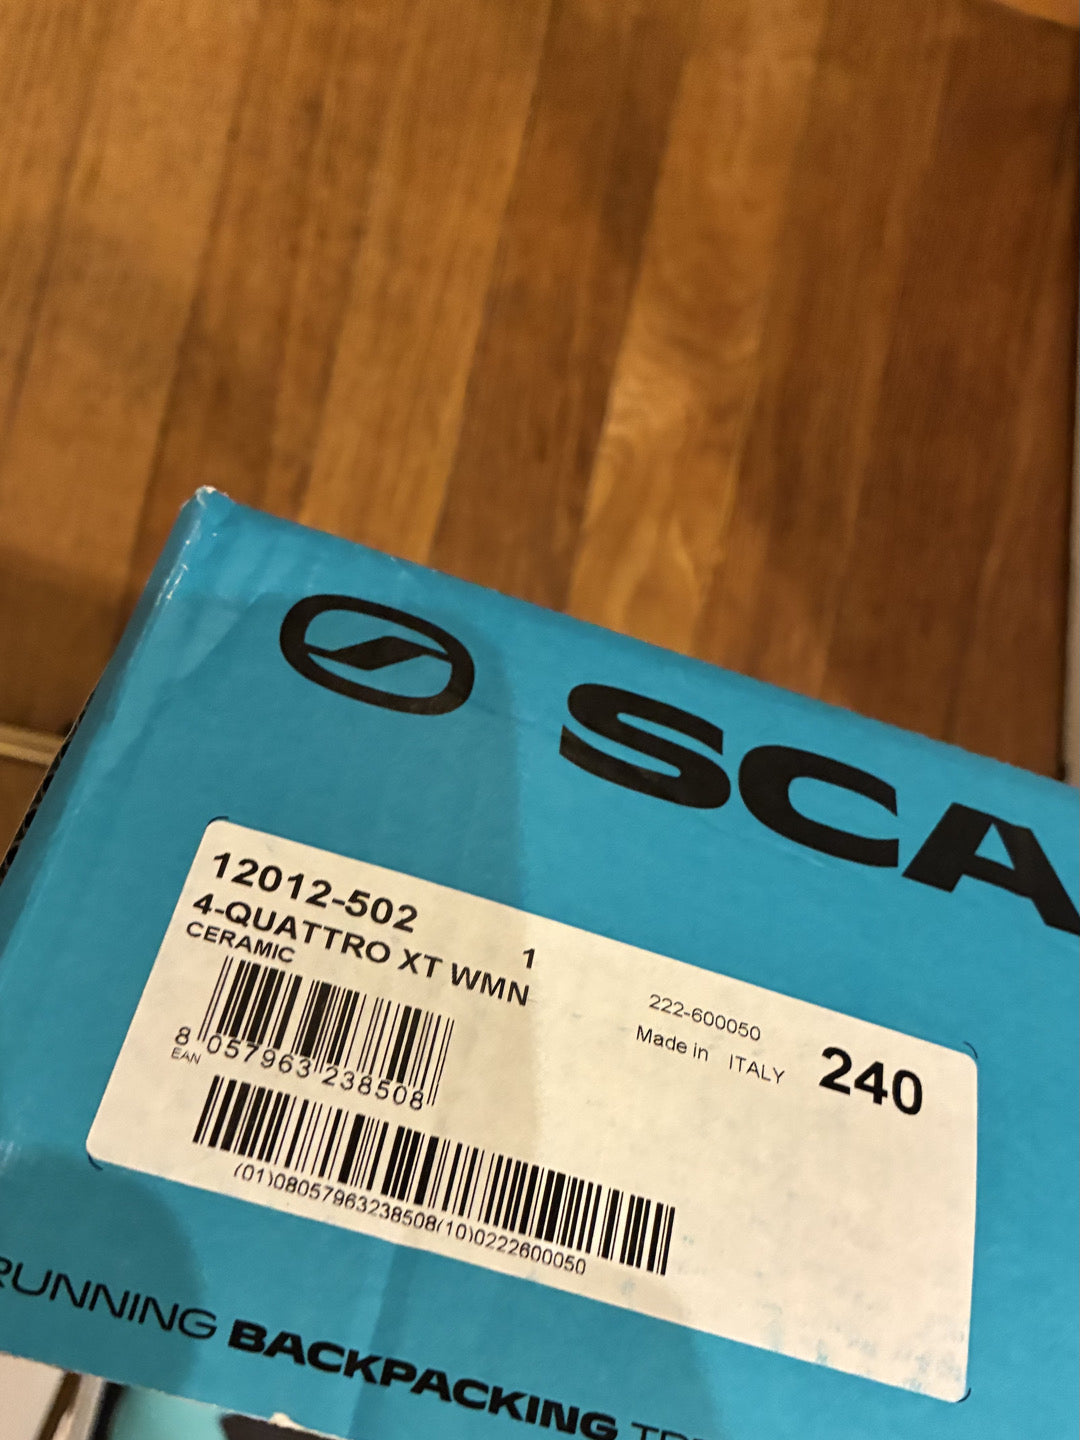 SCA
12012-502
4-QUATTRO XT WMN 1
CERAMIC
222-600050
Made in ITALY
240
8 057963 238508
EAN
(01)08057963238508(10)0222600050
RUNNING BACKPACKING